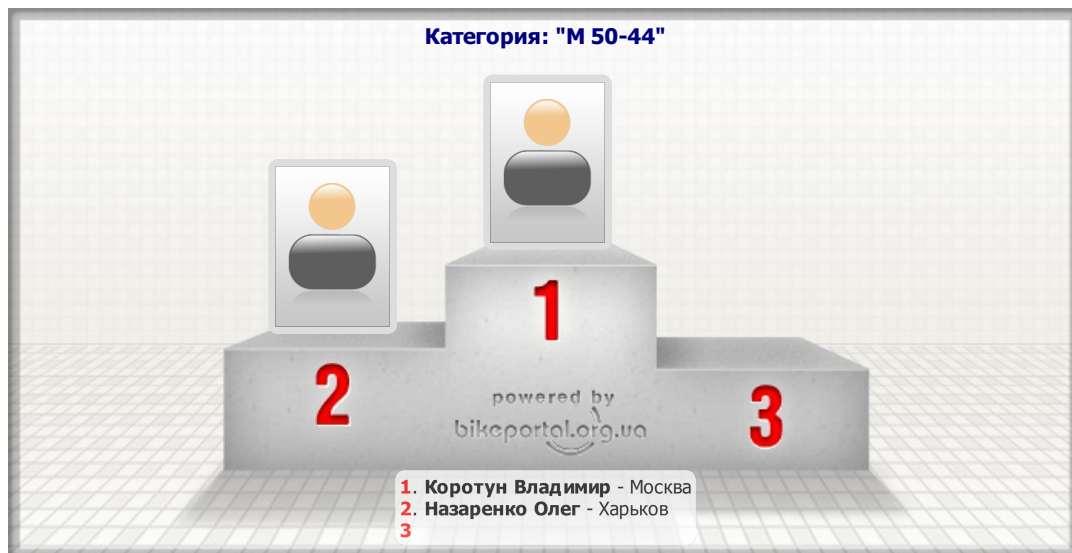 Категория: "М 50-44"
1
2
3
powered by
bikeportal.org.ua
1. Коротун Владимир - Москва
2. Назаренко Олег - Харьков
3